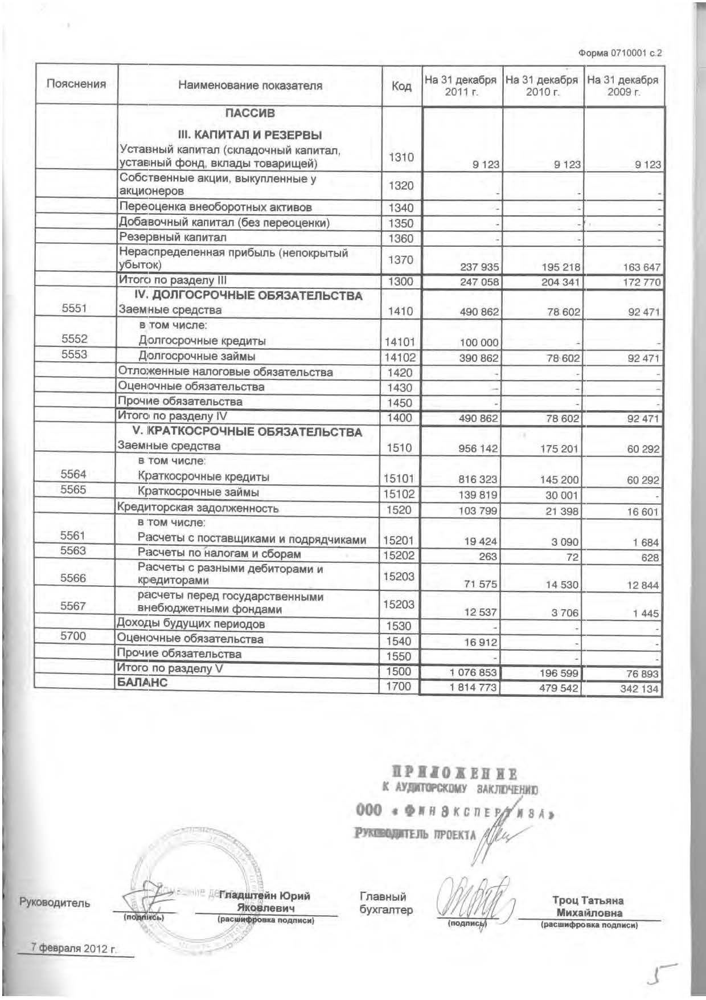 Форма 0710001 с.2
Пояснения Наименование показателя Код На 31 декабря 2011 г. На 31 декабря 2010 г. На 31 декабря 2009 г.
ПАССИВ
III. КАПИТАЛ И РЕЗЕРВЫ
Уставный капитал (складочный капитал,
уставный фонд, вклады товарищей) 1310 9 123 9 123 9 123
Собственные акции, выкупленные у
акционеров 1320 - - -
Переоценка внеоборотных активов 1340 - - -
Добавочный капитал (без переоценки) 1350 - - -
Резервный капитал 1360 - - -
Нераспределенная прибыль (непокрытый
убыток) 1370 237 935 195 218 163 647
Итого по разделу III 1300 247 058 204 341 172 770
IV. ДОЛГОСРОЧНЫЕ ОБЯЗАТЕЛЬСТВА
5551 Заемные средства 1410 490 862 78 602 92 471
в том числе:
5552 Долгосрочные кредиты 14101 100 000 - -
5553 Долгосрочные займы 14102 390 862 78 602 92 471
Отложенные налоговые обязательства 1420 - - -
Оценочные обязательства 1430 - - -
Прочие обязательства 1450 - - -
Итого по разделу IV 1400 490 862 78 602 92 471
V. КРАТКОСРОЧНЫЕ ОБЯЗАТЕЛЬСТВА
Заемные средства 1510 956 142 175 201 60 292
в том числе:
5564 Краткосрочные кредиты 15101 816 323 145 200 60 292
5565 Краткосрочные займы 15102 139 819 30 001 -
Кредиторская задолженность 1520 103 799 21 398 16 601
в том числе:
5561 Расчеты с поставщиками и подрядчиками 15201 19 424 3 090 1 684
5563 Расчеты по налогам и сборам 15202 263 72 628
Расчеты с разными дебиторами и
5566 кредиторами 15203 71 575 14 530 12 844
расчеты перед государственными
5567 внебюджетными фондами 15203 12 537 3 706 1 445
Доходы будущих периодов 1530 - - -
5700 Оценочные обязательства 1540 16 912 - -
Прочие обязательства 1550 - - -
Итого по разделу V 1500 1 076 853 196 599 76 893
БАЛАНС 1700 1 814 773 479 542 342 134
ПРИЛОЖЕНИЕ
К АУДИТОРСКОМУ ЗАКЛЮЧЕНИЮ
ООО «ФИНЭКСПЕРТИЗА»
РУКОВОДИТЕЛЬ ПРОЕКТА
Руководитель Гладштейн Юрий
Яковлевич
(подпись) (расшифровка подписи)
Главный
бухгалтер Троц Татьяна
Михайловна
(подпись) (расшифровка подписи)
7 февраля 2012 г.
5